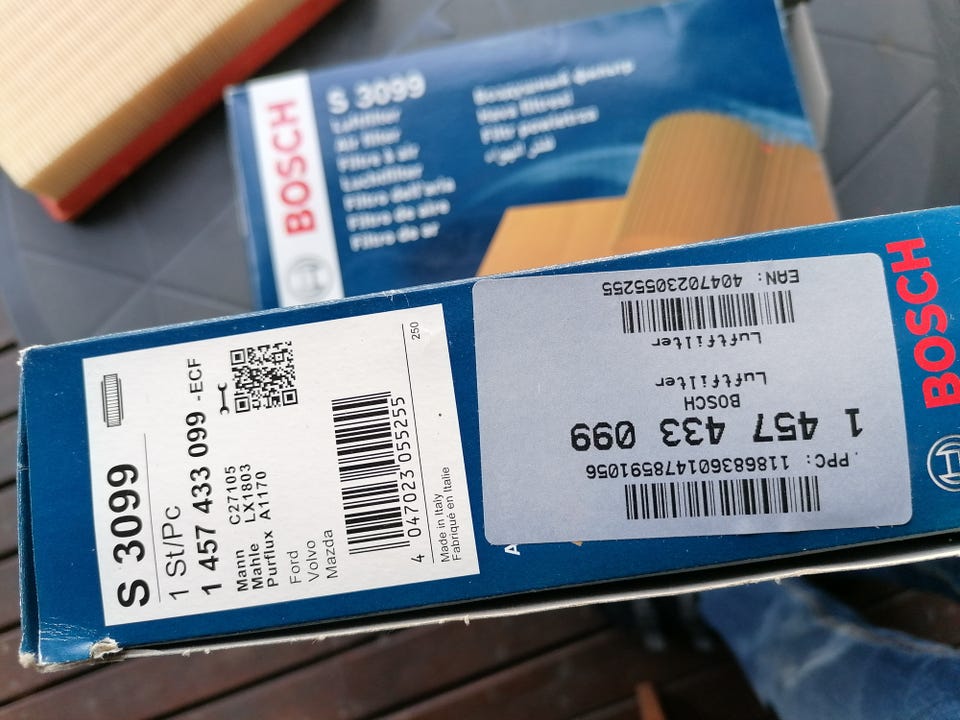 BOSCH
S 3099
Luftfilter
Air filter
Filtre à air
Luchtfilter
Filtro dell'aria
Filtro de aire
Filtro de ar
Воздушный фильтр
Hava filtresi
Filtr powietrza
فلتر الهواء
S 3099
1 St/Pc
1 457 433 099 -ECF
Mann C27105
Mahle LX1803
Purflux A1170
Ford
Volvo
Mazda
4 047023 055255
Made in Italy
Fabriqué en Italie
250
PPC: 118683601478591056
1 457 433 099
BOSCH
Luftfilter
Luftfilter
EAN: 4047023055255
A
BOSCH